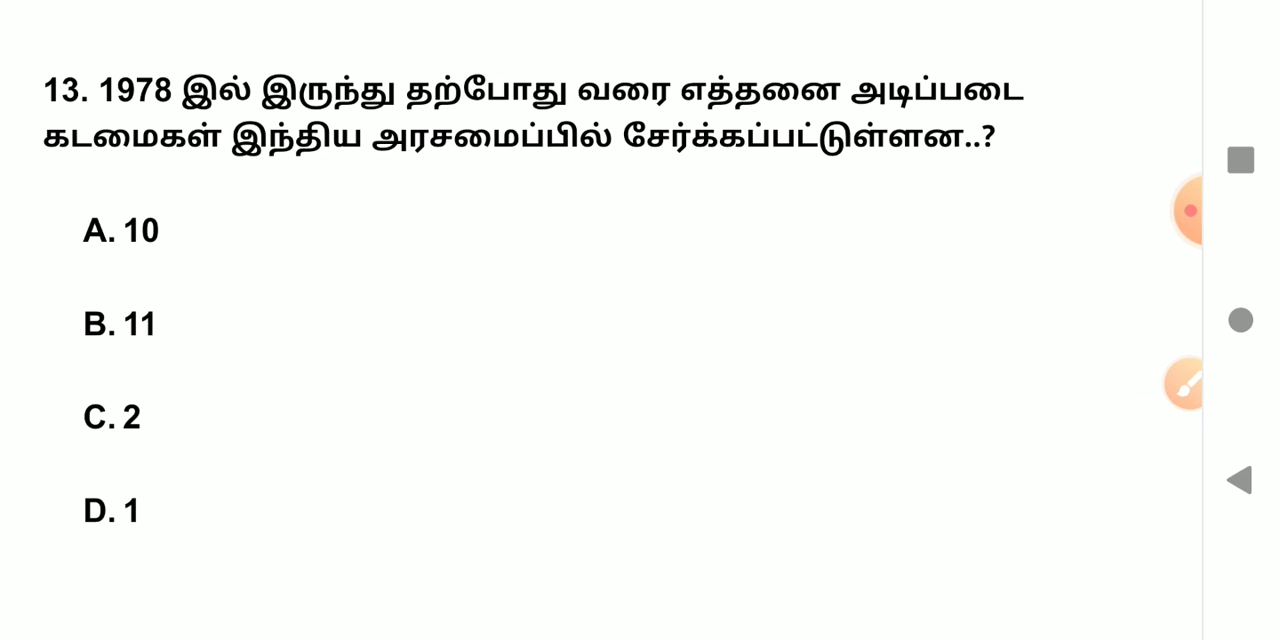 13. 1978 இல் இருந்து தற்போது வரை எத்தனை அடிப்படை
கடமைகள் இந்திய அரசமைப்பில் சேர்க்கப்பட்டுள்ளன..?
A. 10
B. 11
C. 2
D. 1